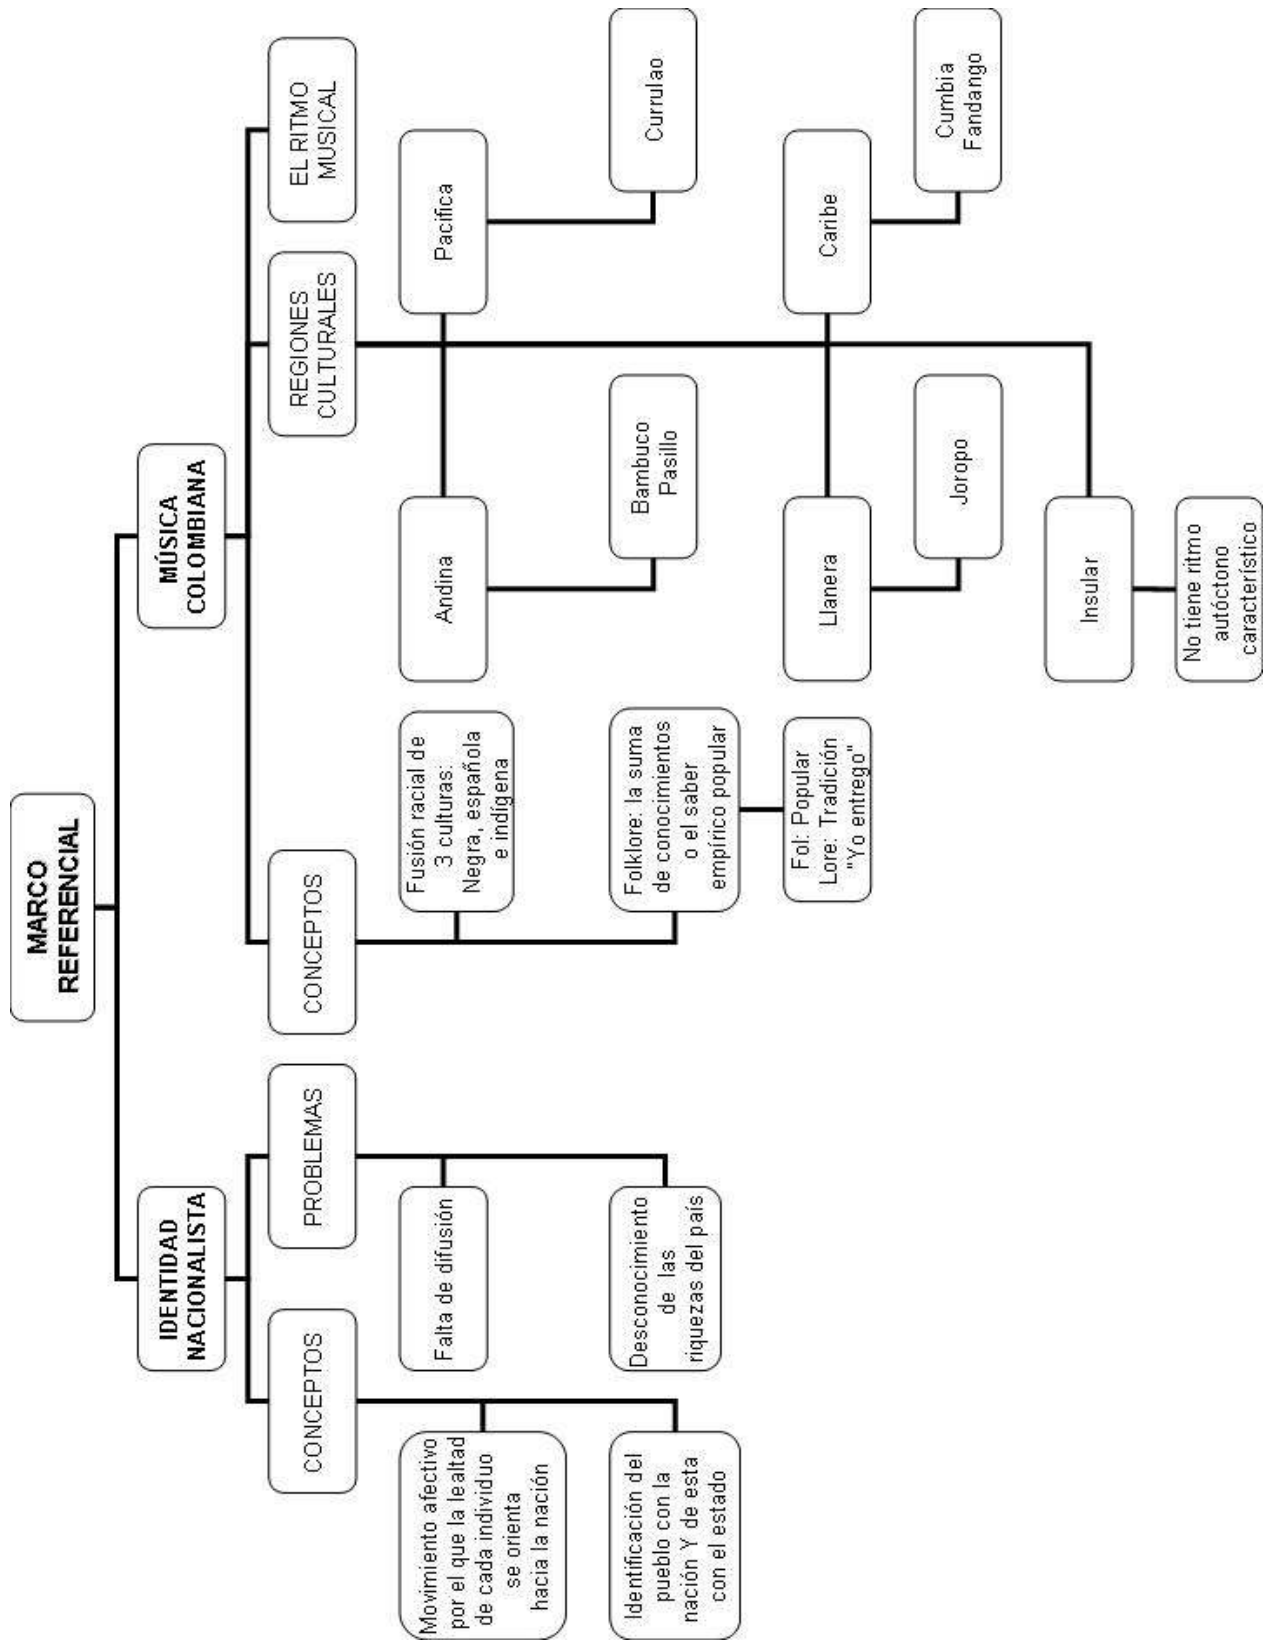 MARCO
REFERENCIAL
IDENTIDAD
NACIONALISTA
MÚSICA
COLOMBIANA
CONCEPTOS
PROBLEMAS
CONCEPTOS
REGIONES
CULTURALES
EL RITMO
MUSICAL
Movimiento afectivo
por el que la lealtad
de cada individuo
se orienta
hacia la nación
Identificación del
pueblo con la
nación Y de esta
con el estado
Falta de difusión
Desconocimiento
de las
riquezas del país
Fusión racial de
3 culturas:
Negra, española
e indígena
Folklore: la suma
de conocimientos
o el saber
empírico popular
Fol: Popular
Lore: Tradición
"Yo entrego"
Andina
Bambuco
Pasillo
Pacifica
Currulao
Llanera
Joropo
Caribe
Cumbia
Fandango
Insular
No tiene ritmo
autóctono
característico